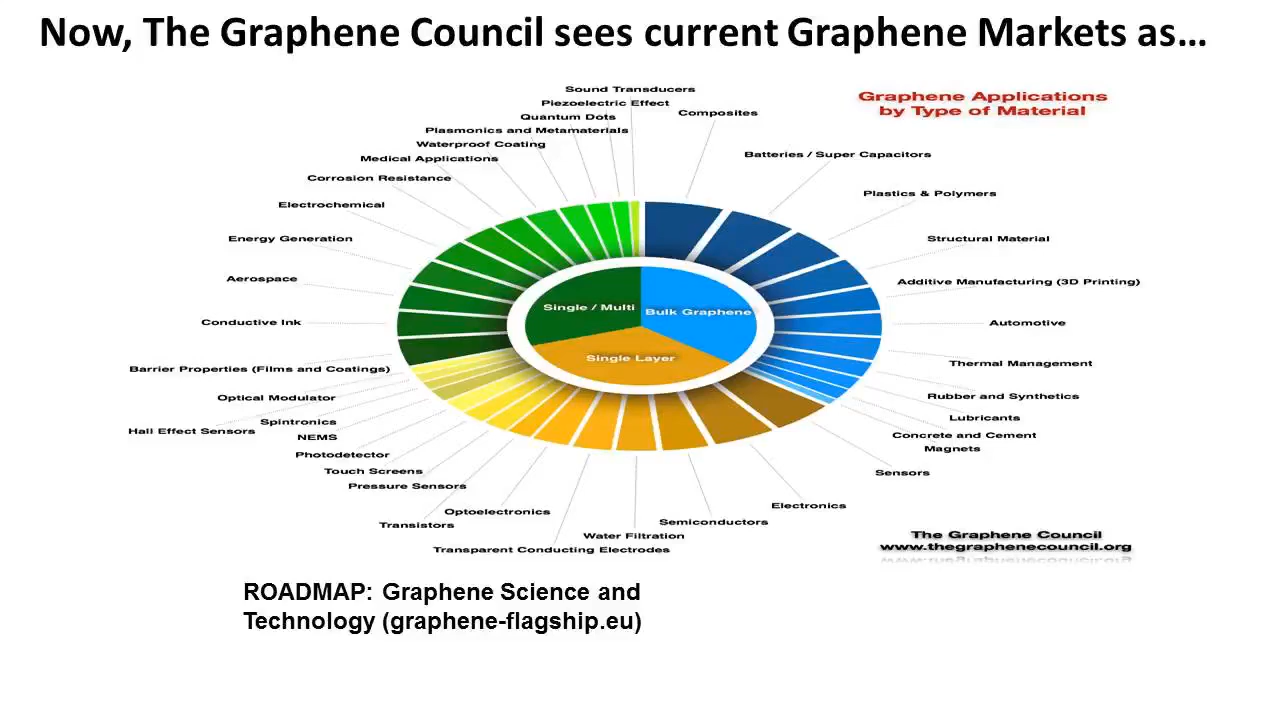 Now, The Graphene Council sees current Graphene Markets as…
Graphene Applications
by Type of Material
Sound Transducers
Piezoelectric Effect
Quantum Dots
Plasmonics and Metamaterials
Waterproof Coating
Medical Applications
Corrosion Resistance
Electrochemical
Energy Generation
Aerospace
Conductive Ink
Barrier Properties (Films and Coatings)
Optical Modulator
Hall Effect Sensors
Spintronics
NEMS
Photodetector
Touch Screens
Pressure Sensors
Transistors
Optoelectronics
Transparent Conducting Electrodes
Water Filtration
Semiconductors
Electronics
Sensors
Magnets
Concrete and Cement
Lubricants
Rubber and Synthetics
Thermal Management
Automotive
Additive Manufacturing (3D Printing)
Structural Material
Plastics & Polymers
Batteries / Super Capacitors
Composites
Single / Multi
Bulk Graphene
Single Layer
The Graphene Council
www.thegraphenecouncil.org
ROADMAP: Graphene Science and
Technology (graphene-flagship.eu)